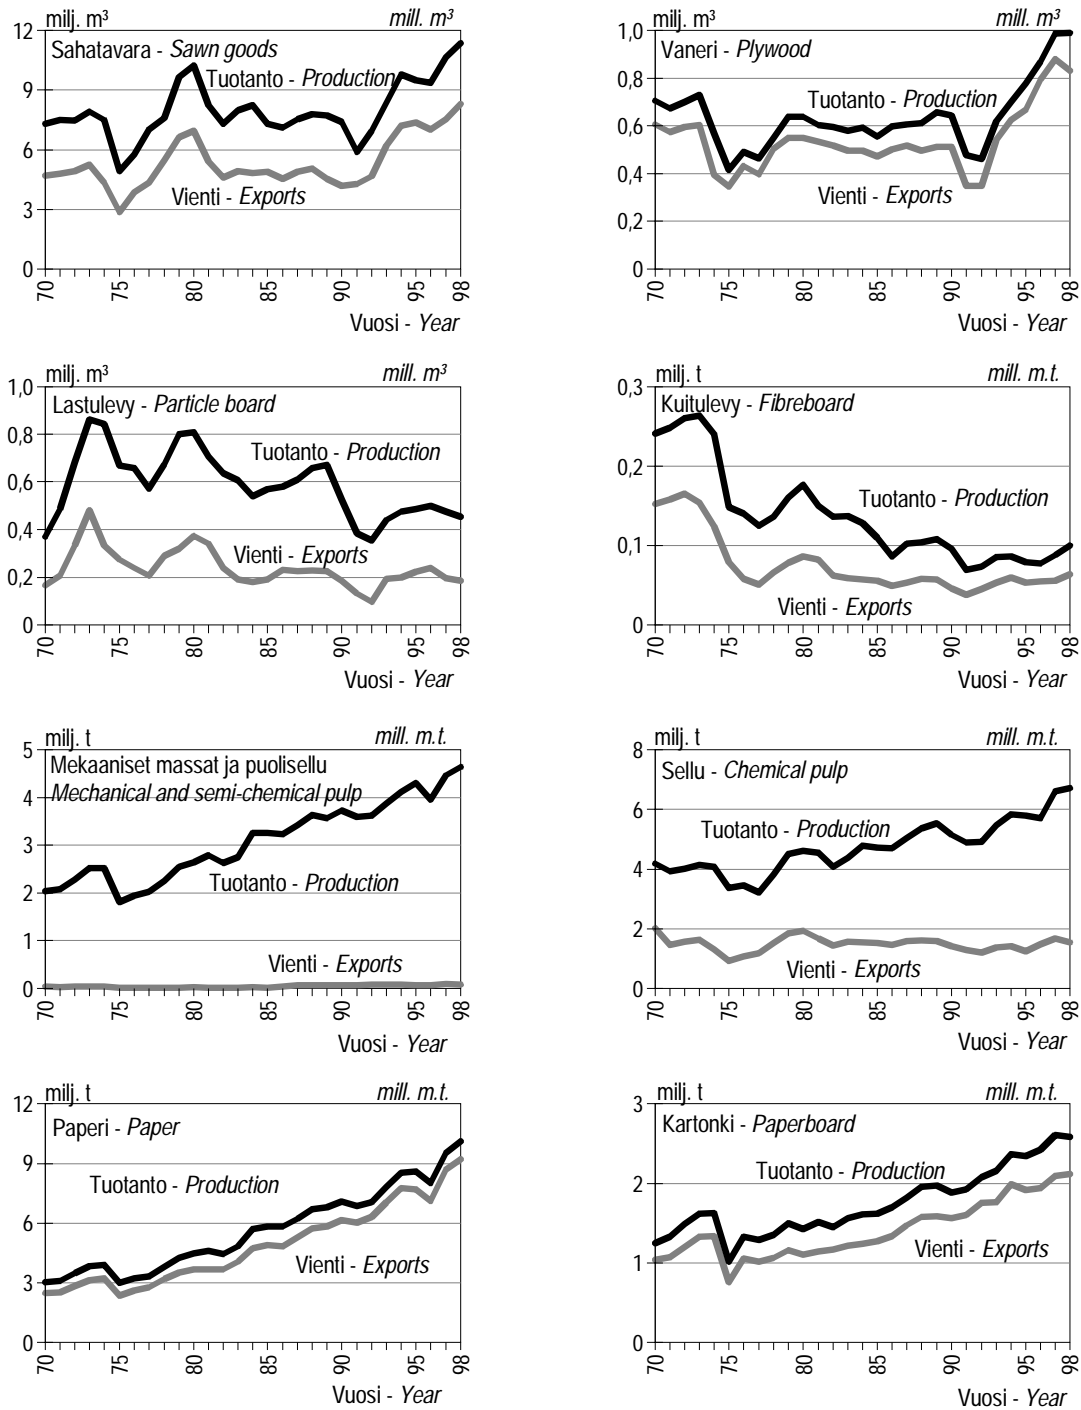 milj. m³ mill. m³
Sahatavara - Sawn goods
Tuotanto - Production
Vienti - Exports
12
9
6
3
0
70 75 80 85 90 95 98
Vuosi - Year
milj. m³ mill. m³
Vaneri - Plywood
Tuotanto - Production
Vienti - Exports
1,0
0,8
0,6
0,4
0,2
0
70 75 80 85 90 95 98
Vuosi - Year
milj. m³ mill. m³
Lastulevy - Particle board
Tuotanto - Production
Vienti - Exports
1,0
0,8
0,6
0,4
0,2
0
70 75 80 85 90 95 98
Vuosi - Year
milj. t mill. m.t.
Kuitulevy - Fibreboard
Tuotanto - Production
Vienti - Exports
0,3
0,2
0,1
0
70 75 80 85 90 95 98
Vuosi - Year
milj. t mill. m.t.
Mekaaniset massat ja puolisellu
Mechanical and semi-chemical pulp
Tuotanto - Production
Vienti - Exports
5
4
3
2
1
0
70 75 80 85 90 95 98
Vuosi - Year
milj. t mill. m.t.
Sellu - Chemical pulp
Tuotanto - Production
Vienti - Exports
8
6
4
2
0
70 75 80 85 90 95 98
Vuosi - Year
milj. t mill. m.t.
Paperi - Paper
Tuotanto - Production
Vienti - Exports
12
9
6
3
0
70 75 80 85 90 95 98
Vuosi - Year
milj. t mill. m.t.
Kartonki - Paperboard
Tuotanto - Production
Vienti - Exports
3
2
1
0
70 75 80 85 90 95 98
Vuosi - Year